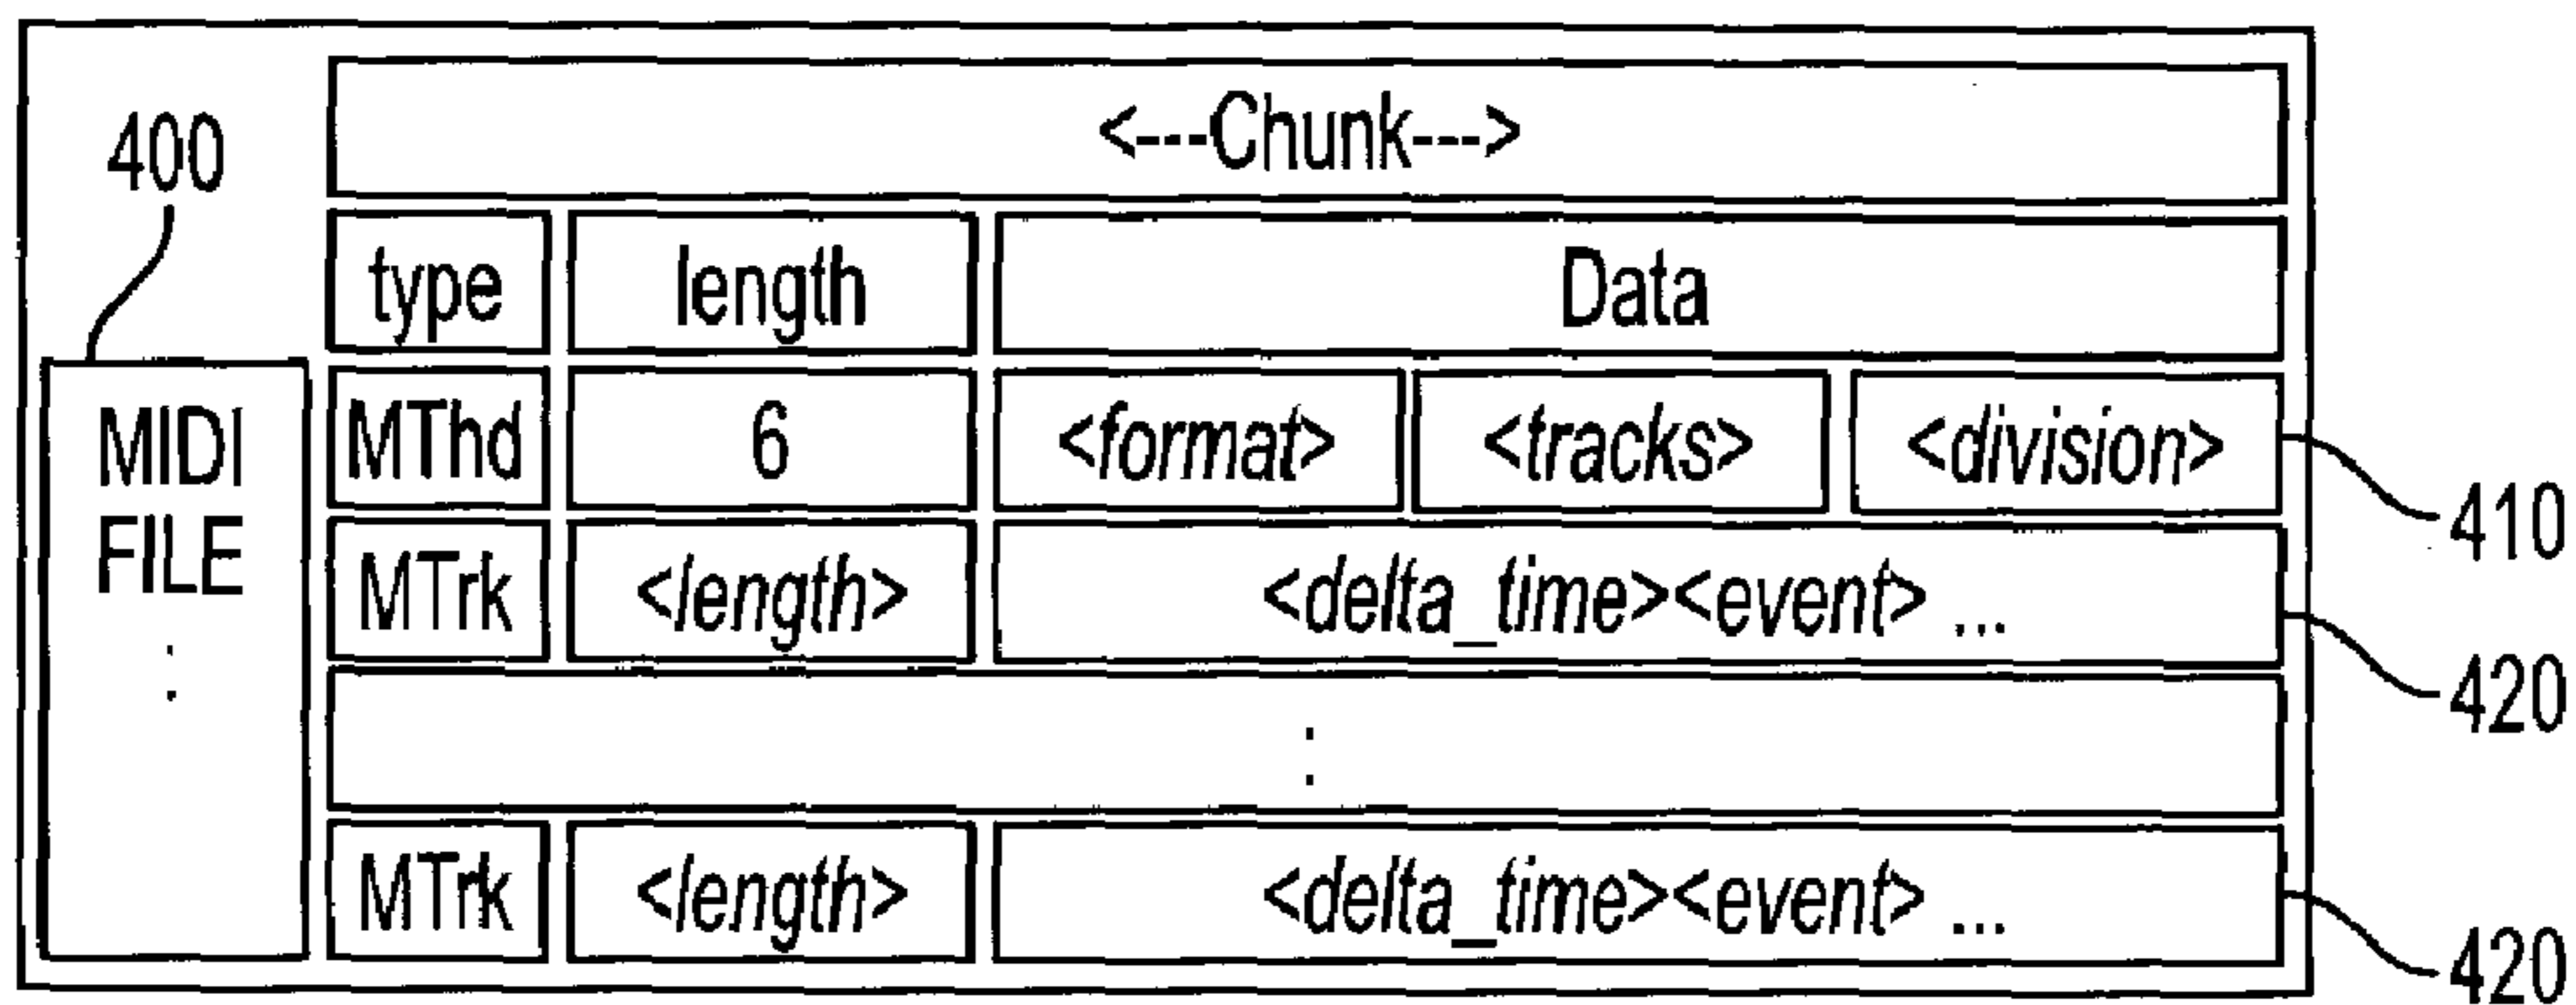 <---Chunk--->
400
type length Data
MIDI MThd 6 <format> <tracks> <division>
410
FILE MTrk <length> <delta_time><event> ...
420
:
:
MTrk <length> <delta_time><event> ...
420